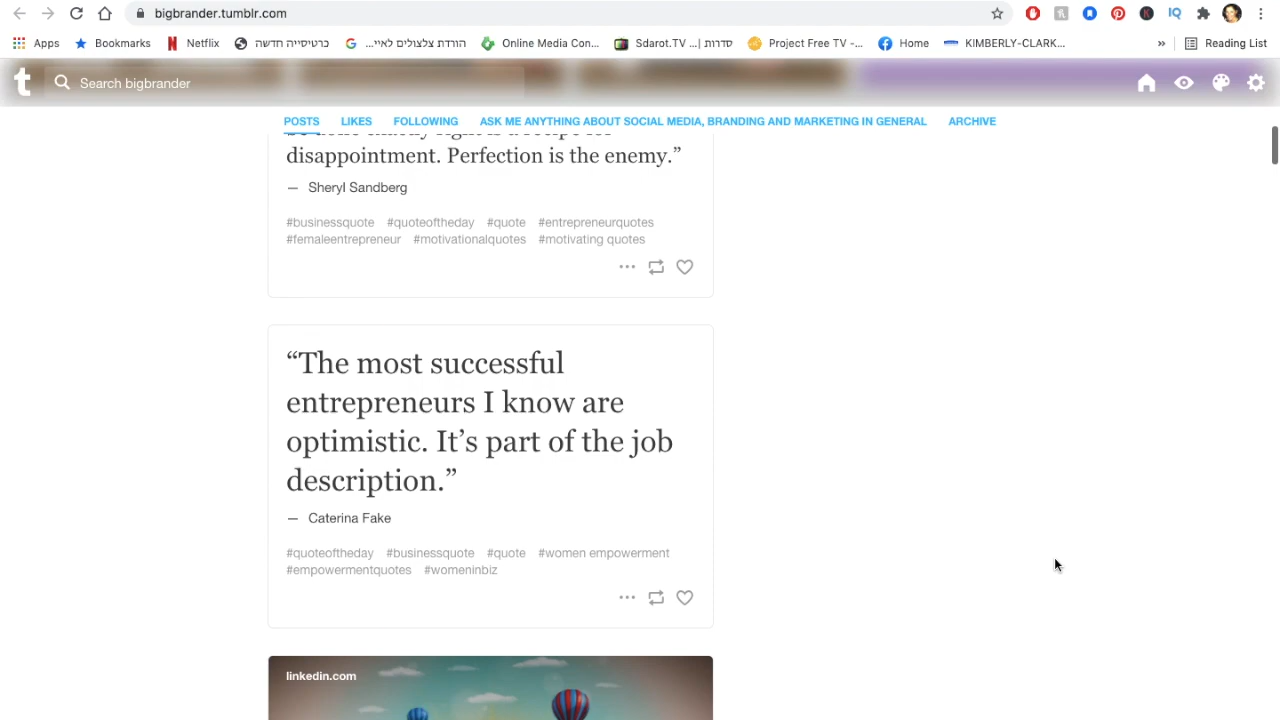 bigbrander.tumblr.com
Apps
Bookmarks
Netflix
כרטיסייה חדשה
הורדת צלצולים לאיי...
Online Media Con...
Sdarot.TV ...| סדרות
Project Free TV -...
Home
KIMBERLY-CLARK...
»
Reading List
t
Search bigbrander
POSTS
LIKES
FOLLOWING
ASK ME ANYTHING ABOUT SOCIAL MEDIA, BRANDING AND MARKETING IN GENERAL
ARCHIVE
disappointment. Perfection is the enemy.”
— Sheryl Sandberg
#businessquote #quoteoftheday #quote #entrepreneurquotes
#femaleentrepreneur #motivationalquotes #motivating quotes
“The most successful
entrepreneurs I know are
optimistic. It’s part of the job
description.”
— Caterina Fake
#quoteoftheday #businessquote #quote #women empowerment
#empowermentquotes #womeninbiz
linkedin.com